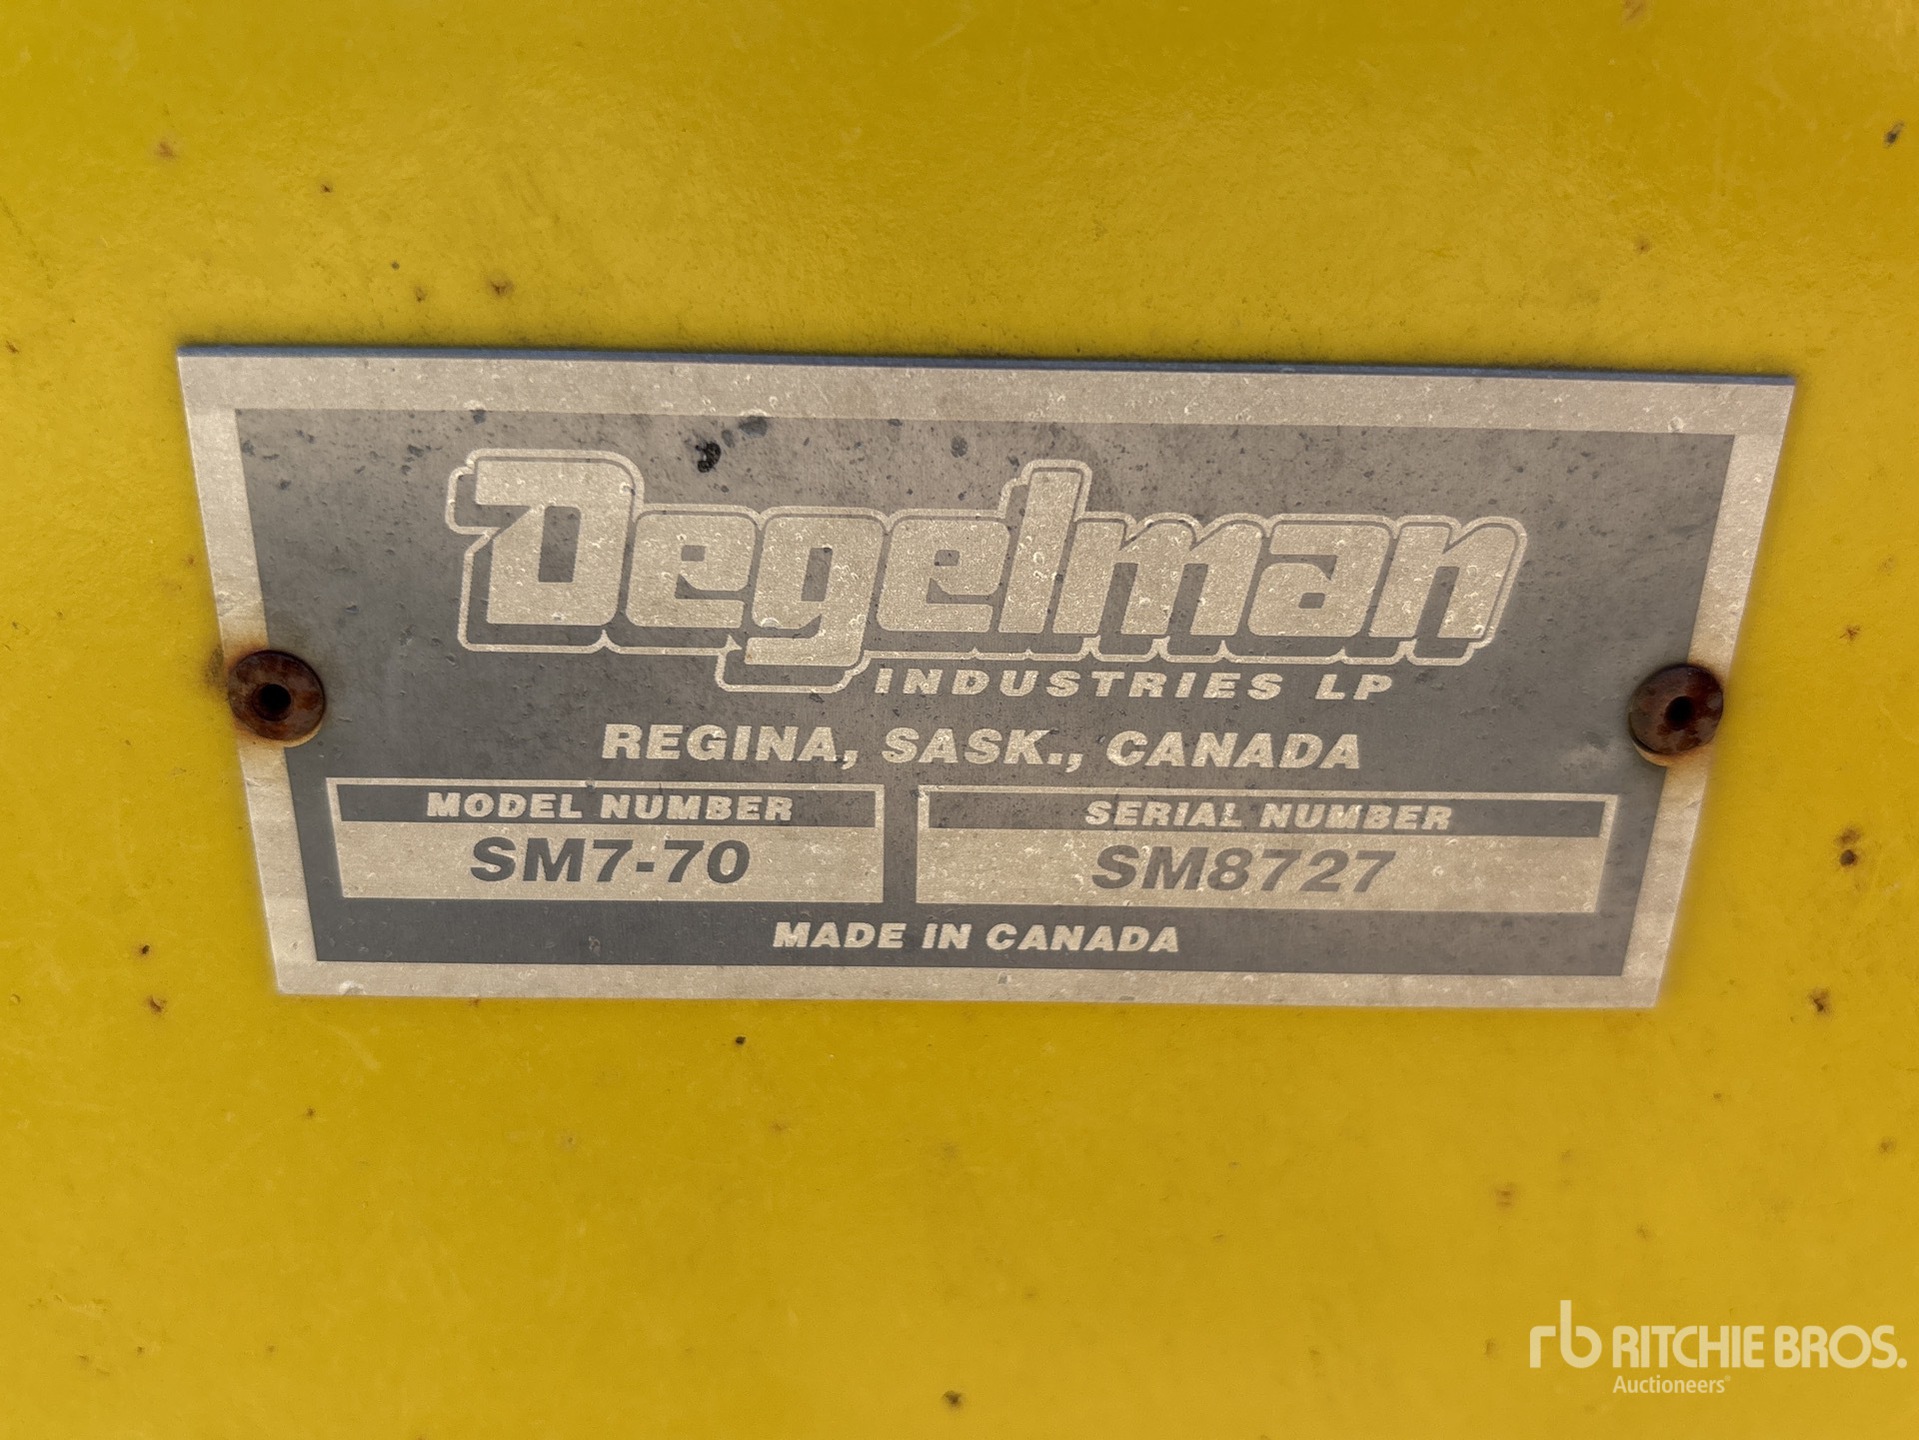 Degelman
INDUSTRIES LP
REGINA, SASK., CANADA
MODEL NUMBER
SM7-70
SERIAL NUMBER
SM8727
MADE IN CANADA
rb RITCHIE BROS.
Auctioneers